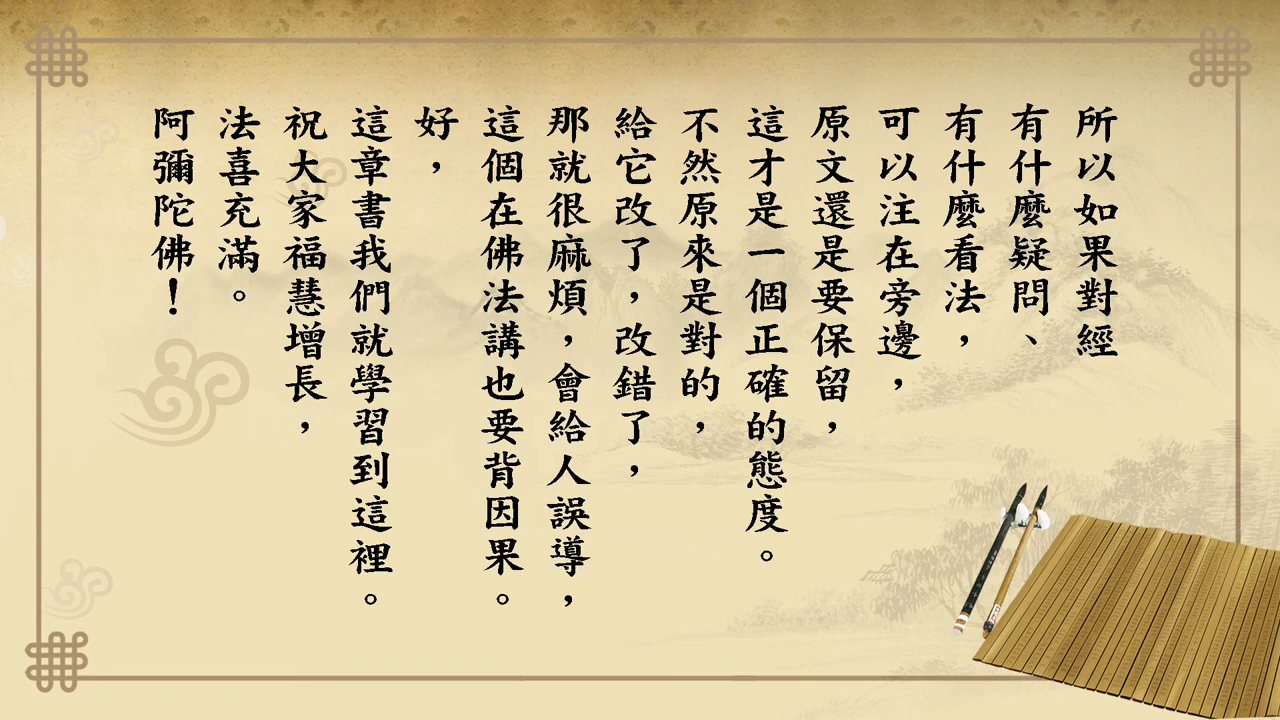 所以如果對經
有什麼疑問、
有什麼看法，
可以注在旁邊，
原文還是要保留，
這才是一個正確的態度。
不然原來是對的，
給它改了，改錯了，
那就很麻煩，會給人誤導，
這個在佛法講也要背因果。
好，
這章書我們就學習到這裡。
祝大家福慧增長，
法喜充滿。
阿彌陀佛！